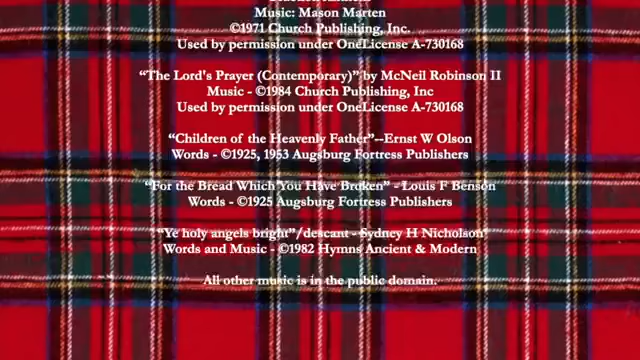 Music: Mason Marten
©1971 Church Publishing, Inc.
Used by permission under OneLicense A-730168
“The Lord's Prayer (Contemporary)” by McNeil Robinson II
Music - ©1984 Church Publishing, Inc
Used by permission under OneLicense A-730168
“Children of the Heavenly Father”--Ernst W Olson
Words - ©1925, 1953 Augsburg Fortress Publishers
“For the Bread Which You Have Broken” - Louis F Benson
Words - ©1925 Augsburg Fortress Publishers
“Ye holy angels bright”/descant - Sydney H Nicholson
Words and Music - ©1982 Hymns Ancient & Modern
All other music is in the public domain.